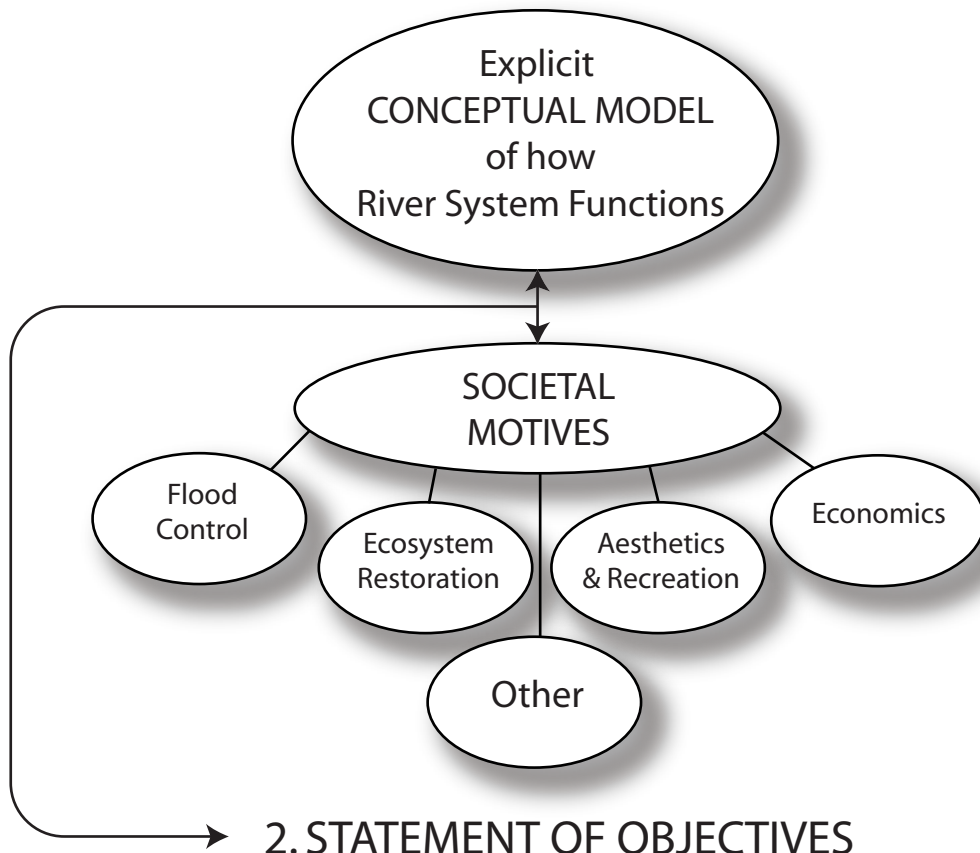 Explicit
CONCEPTUAL MODEL
of how
River System Functions
SOCIETAL
MOTIVES
Flood
Control
Ecosystem
Restoration
Aesthetics
& Recreation
Economics
Other
2. STATEMENT OF OBJECTIVES